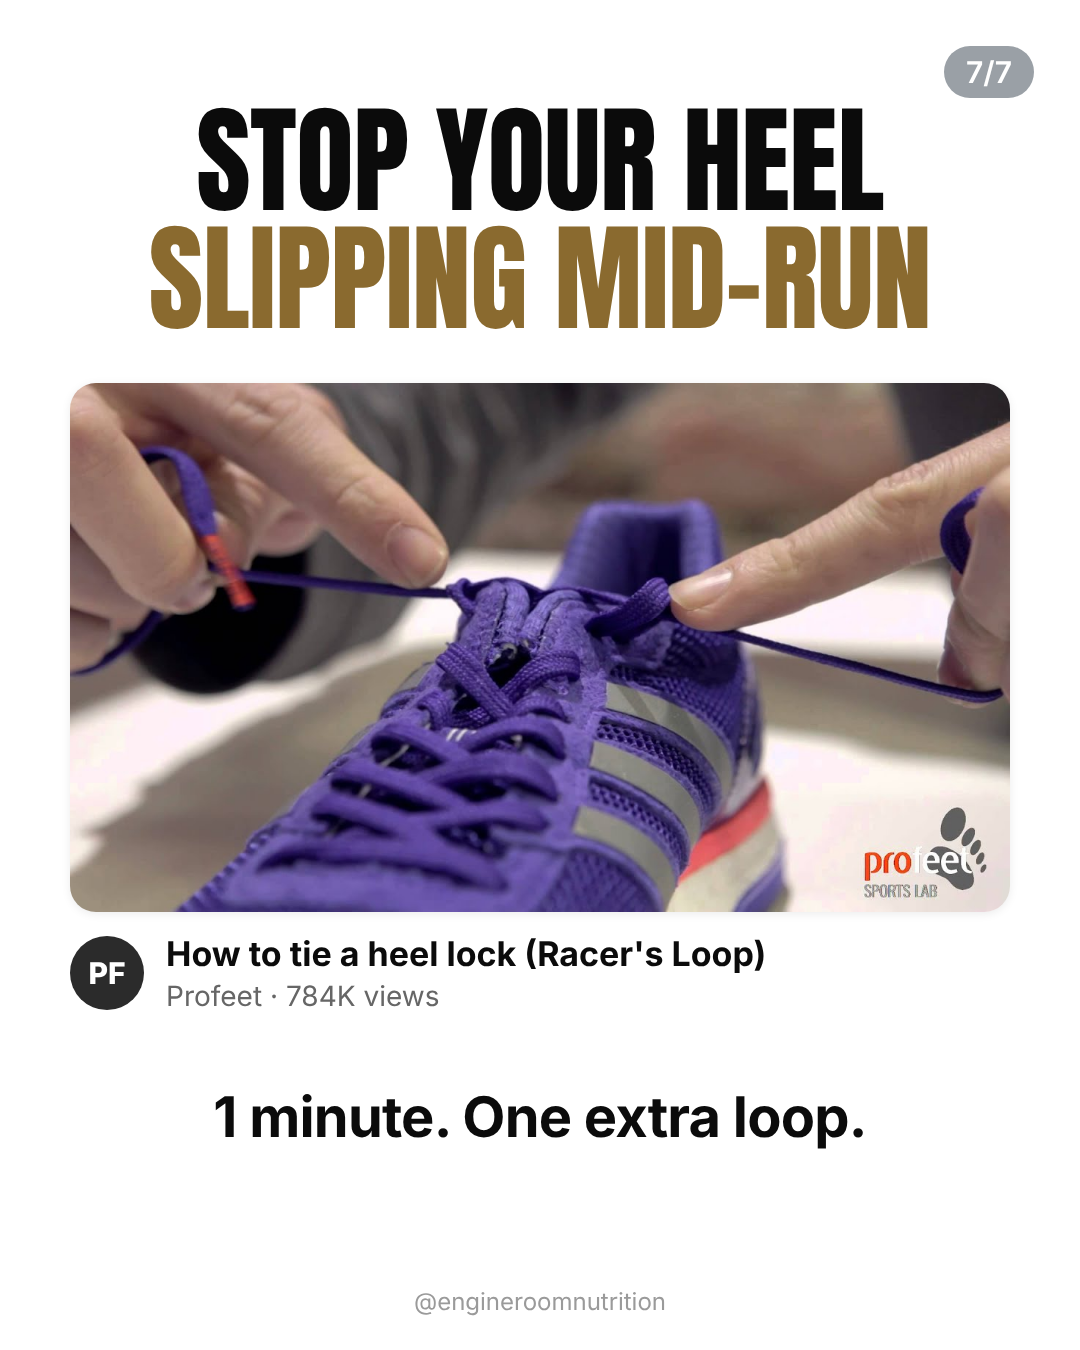 7/7
STOP YOUR HEEL
SLIPPING MID-RUN
profeet
SPORTS LAB
PF
How to tie a heel lock (Racer's Loop)
Profeet · 784K views
1 minute. One extra loop.
@engineroomnutrition